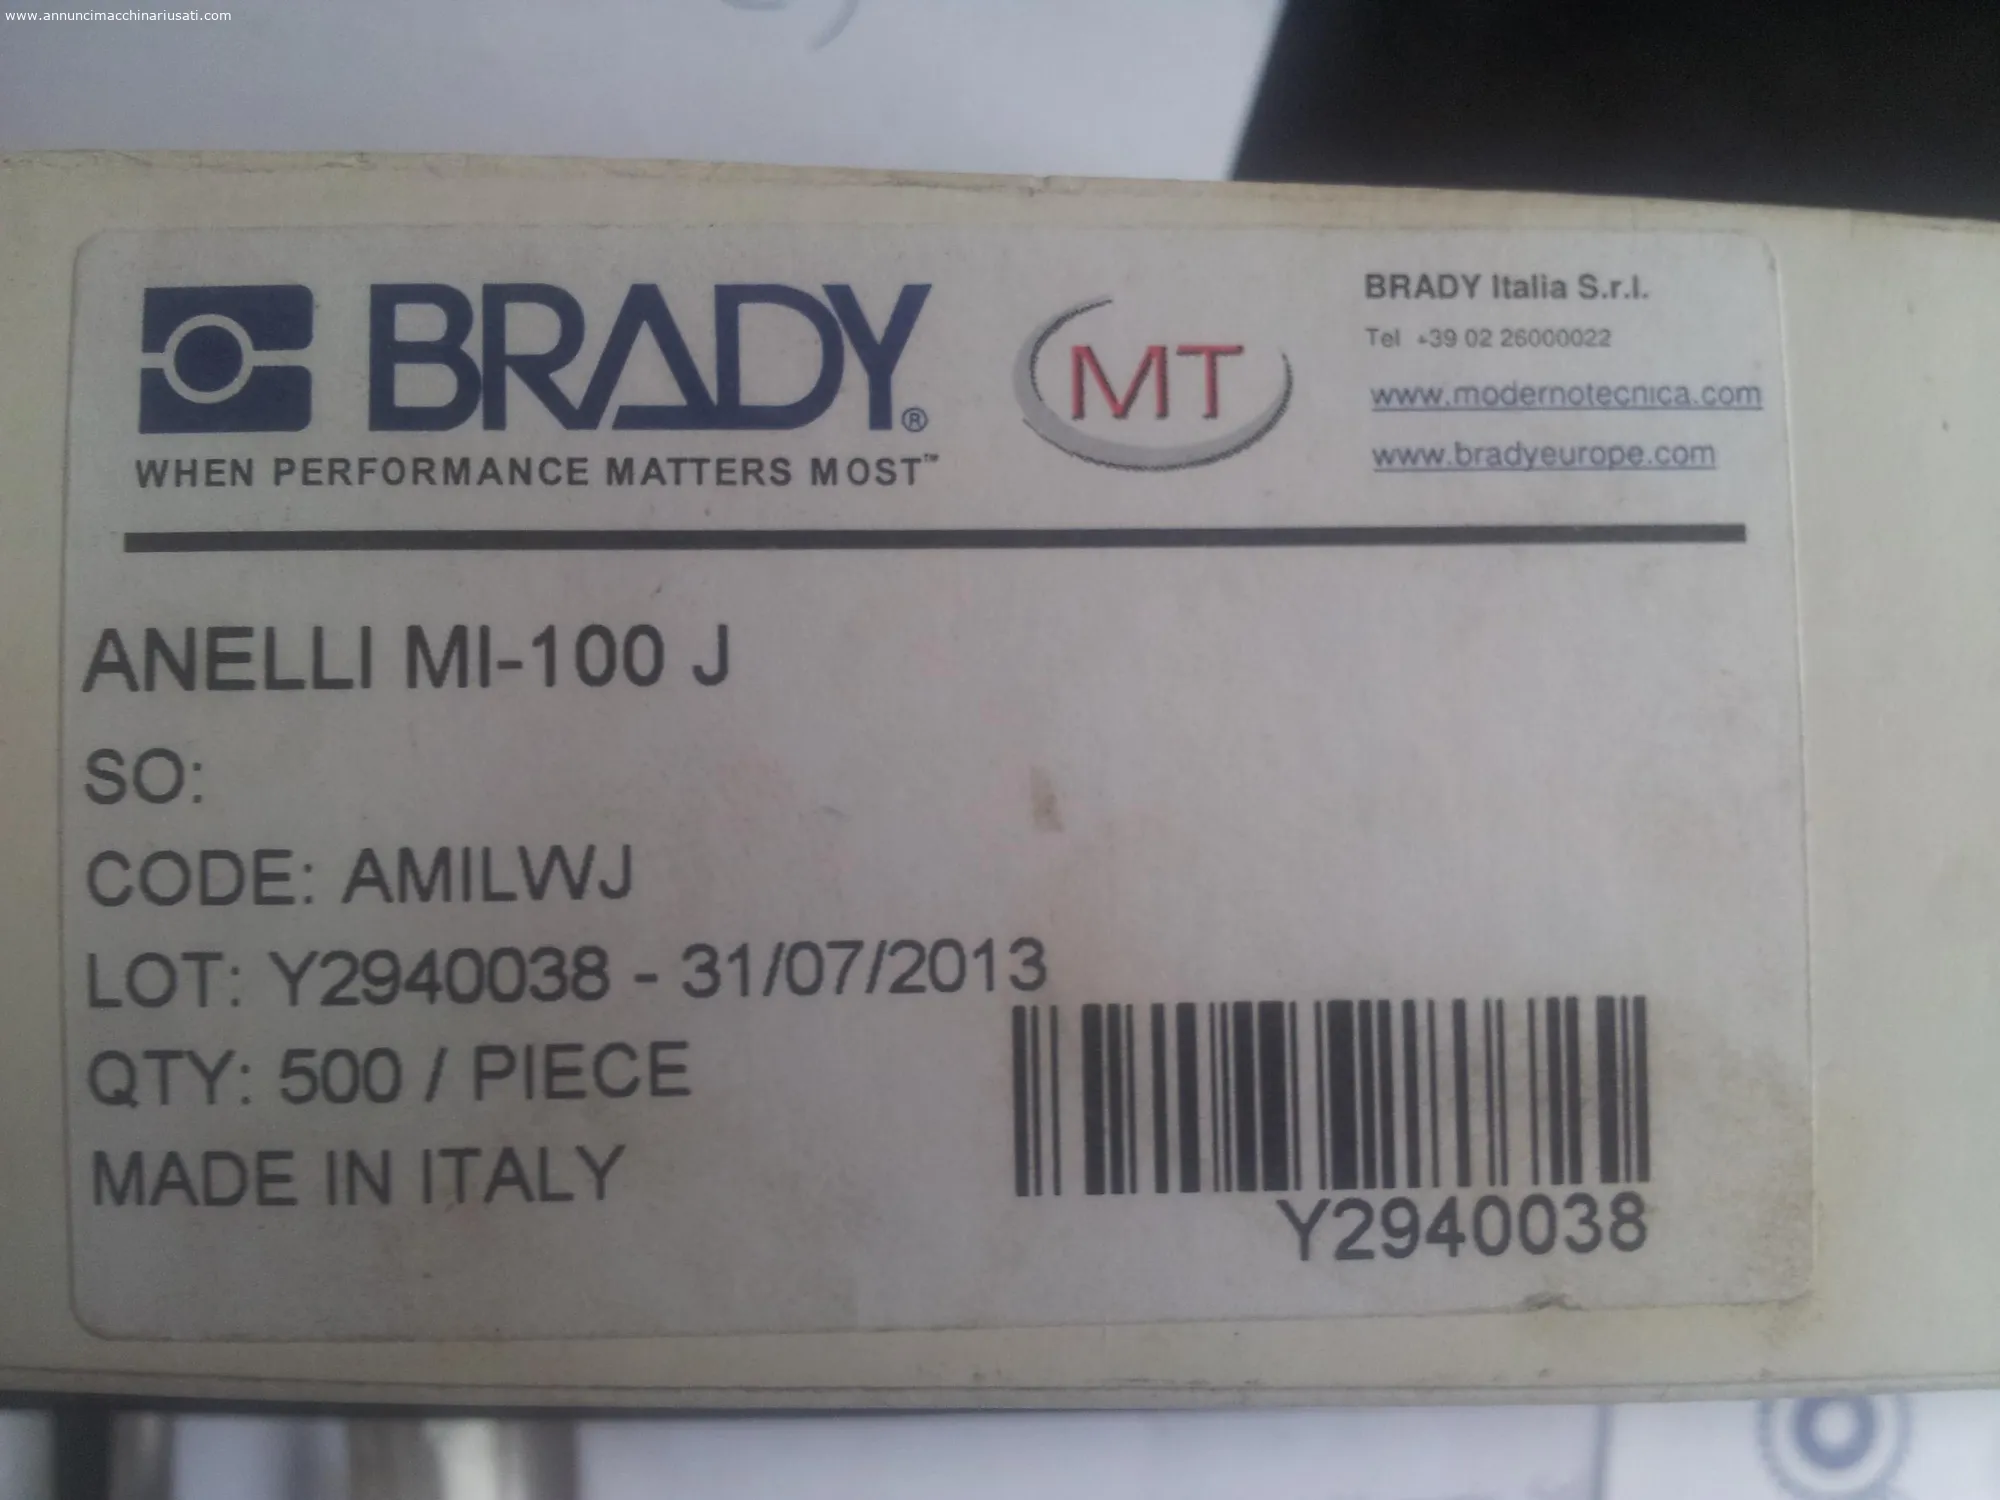 www.annuncimacchinariusati.com
BRADY®
WHEN PERFORMANCE MATTERS MOST™
MT
BRADY Italia S.r.l.
Tel +39 02 26000022
www.modernotecnica.com
www.bradyeurope.com
ANELLI MI-100 J
SO:
CODE: AMILWJ
LOT: Y2940038 - 31/07/2013
QTY: 500 / PIECE
MADE IN ITALY
Y2940038